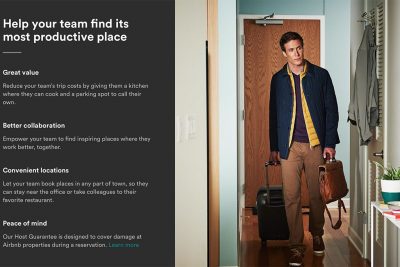 Help your team find its
most productive place
Great value
Reduce your team's trip costs by giving them a kitchen
where they can cook and a parking spot to call their
own.
Better collaboration
Empower your team to find inspiring places where they
work better, together.
Convenient locations
Let your team book places in any part of town, so they
can stay near the office or take colleagues to their
favorite restaurant.
Peace of mind
Our Host Guarantee is designed to cover damage at
Airbnb properties during a reservation. Learn more